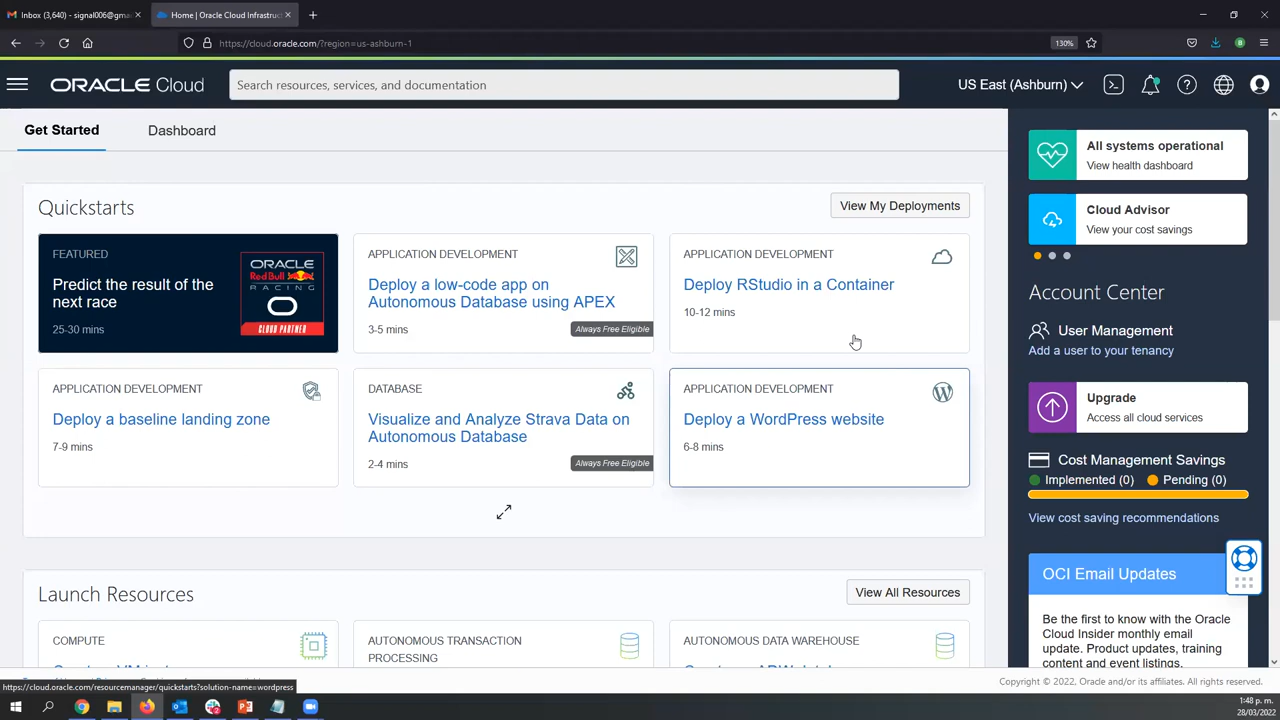 Inbox (3,640) - signal006@gma
Home | Oracle Cloud Infrastruct
https://cloud.oracle.com/?region=us-ashburn-1
130%
ORACLE Cloud
Search resources, services, and documentation
US East (Ashburn)
Get Started
Dashboard
Quickstarts
View My Deployments
FEATURED
Predict the result of the
next race
25-30 mins
ORACLE
Red Bull
RACING
CLOUD PARTNER
APPLICATION DEVELOPMENT
Deploy a low-code app on
Autonomous Database using APEX
3-5 mins
Always Free Eligible
APPLICATION DEVELOPMENT
Deploy RStudio in a Container
10-12 mins
APPLICATION DEVELOPMENT
Deploy a baseline landing zone
7-9 mins
DATABASE
Visualize and Analyze Strava Data on
Autonomous Database
2-4 mins
Always Free Eligible
APPLICATION DEVELOPMENT
Deploy a WordPress website
6-8 mins
Launch Resources
View All Resources
COMPUTE
AUTONOMOUS TRANSACTION
PROCESSING
AUTONOMOUS DATA WAREHOUSE
All systems operational
View health dashboard
Cloud Advisor
View your cost savings
Account Center
User Management
Add a user to your tenancy
Upgrade
Access all cloud services
Cost Management Savings
Implemented (0)
Pending (0)
View cost saving recommendations
OCI Email Updates
Be the first to know with the Oracle
Cloud Insider monthly email
update. Product updates, training
content and event listings.
Copyright © 2022, Oracle and/or its affiliates. All rights reserved.
https://cloud.oracle.com/resourcemanager/quickstarts?solution-name=wordpress
1:48 p. m.
28/03/2022